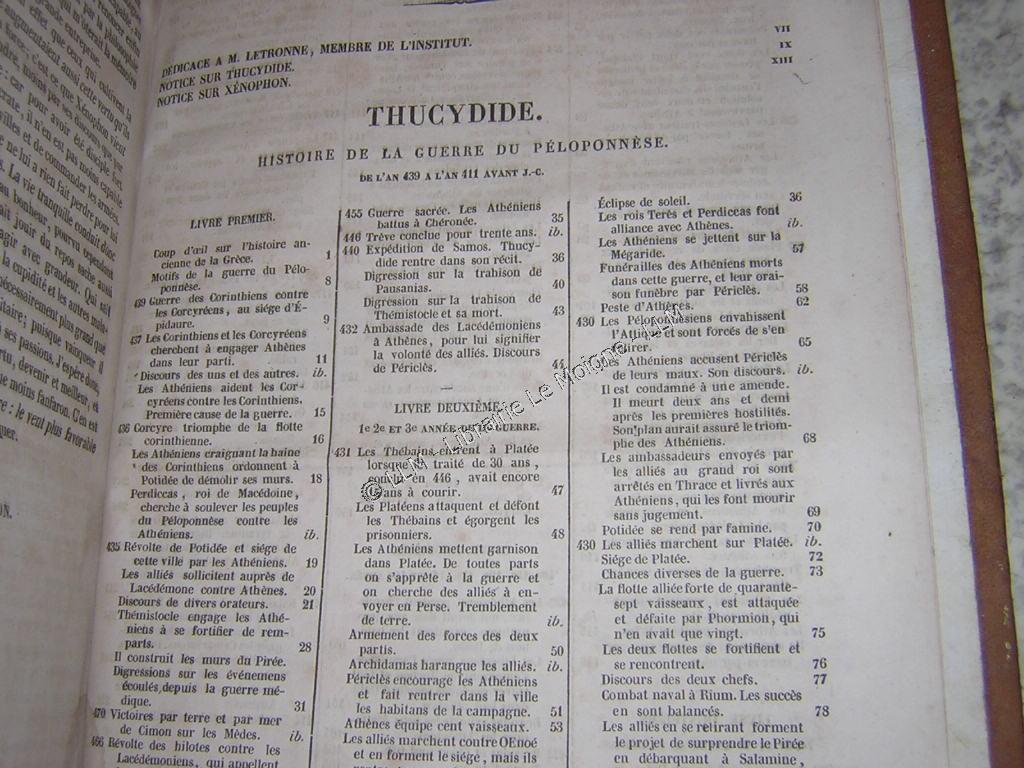 DÉDICACE A M. LETRONNE, MEMBRE DE L'INSTITUT. VII
NOTICE SUR THUCYDIDE. IX
NOTICE SUR XÉNOPHON. XIII
THUCYDIDE.
HISTOIRE DE LA GUERRE DU PÉLOPONNÈSE.
DE L'AN 439 A L'AN 411 AVANT J.-C.
LIVRE PREMIER.
Coup d'œil sur l'histoire an-
cienne de la Grèce. 1
Motifs de la guerre du Pélo-
ponnèse. 8
439 Guerre des Corinthiens contre
les Corcyréens, au siége d'É-
pidaure. 9
437 Les Corinthiens et les Corcyréens
cherchent à engager Athènes
dans leur parti. 11
Discours des uns et des autres. ib.
Les Athéniens aident les Cor-
cyréens contre les Corinthiens.
Première cause de la guerre. 15
436 Corcyre triomphe de la flotte
corinthienne. 16
Les Athéniens craignant la haine
des Corinthiens ordonnent à
Potidée de démolir ses murs. 18
Perdiccas, roi de Macédoine,
cherche à soulever les peuples
du Péloponnèse contre les
Athéniens. ib.
435 Révolte de Potidée et siége de
cette ville par les Athéniens. 19
Les alliés sollicitent auprès de
Lacédémone contre Athènes. 20
Discours de divers orateurs. 21
Thémistocle engage les Athé-
niens à se fortifier de rem-
parts. 28
Il construit les murs du Pirée.
Digressions sur les événemens
écoulés depuis la guerre mé-
dique. 31
470 Victoires par terre et par mer
de Cimon sur les Mèdes. ib.
466 Révolte des hilotes contre les
Lacédémoniens, qui appellent
455 Guerre sacrée. Les Athéniens
battus à Chéronée. 35
446 Trève conclue pour trente ans. ib.
440 Expédition de Samos. Thucy-
dide rentre dans son récit. 36
Digression sur la trahison de
Pausanias. 40
Digression sur la trahison de
Thémistocle et sa mort. 43
432 Ambassade des Lacédémoniens
à Athènes, pour lui signifier
la volonté des alliés. Discours
de Périclès. 44
LIVRE DEUXIÈME.
1e 2e ET 3e ANNÉE DE LA GUERRE.
431 Les Thébains entrent à Platée
lorsque le traité de 30 ans,
conclu en 446, avait encore
ans à courir. 47
Les Platéens attaquent et défont
les Thébains et égorgent les
prisonniers. 48
Les Athéniens mettent garnison
dans Platée. De toutes parts
on s'apprête à la guerre et
on cherche des alliés à en-
voyer en Perse. Tremblement
de terre. ib.
Armement des forces des deux
partis. 50
Archidamas harangue les alliés. ib.
Périclès encourage les Athéniens
et fait rentrer dans la ville
les habitans de la campagne. 51
Athènes équipe cent vaisseaux. 53
Les alliés marchent contre OEnoé
et en forment le siége, mais ils
Éclipse de soleil. 36
Les rois Terès et Perdiccas font
alliance avec Athènes. ib.
Les Athéniens se jettent sur la
Mégaride. 57
Funérailles des Athéniens morts
dans cette guerre, et leur orai-
son funèbre par Périclès. 58
Peste d'Athènes. 62
430 Les Péloponnésiens envahissent
l'Attique et sont forcés de s'en
retirer. 65
Les Athéniens accusent Périclès
de leurs maux. Son discours. ib.
Il est condamné à une amende.
Il meurt deux ans et demi
après les premières hostilités.
Son plan aurait assuré le triom-
phe des Athéniens. 68
Les ambassadeurs envoyés par
les alliés au grand roi sont
arrêtés en Thrace et livrés aux
Athéniens, qui les font mourir
sans jugement. 69
Potidée se rend par famine. 70
430 Les alliés marchent sur Platée. ib.
Siége de Platée. 72
Chances diverses de la guerre. 73
La flotte alliée forte de quarante-
sept vaisseaux, est attaquée
et défaite par Phormion, qui
n'en avait que vingt. 75
Les deux flottes se fortifient et
se rencontrent. 76
Discours des deux chefs. 77
Combat naval à Rium. Les succès
en sont balancés. 78
Les alliés en se retirant forment
le projet de surprendre le Pirée
en débarquant à Salamine,
© MLM - Librairie Le Moigne - MLM